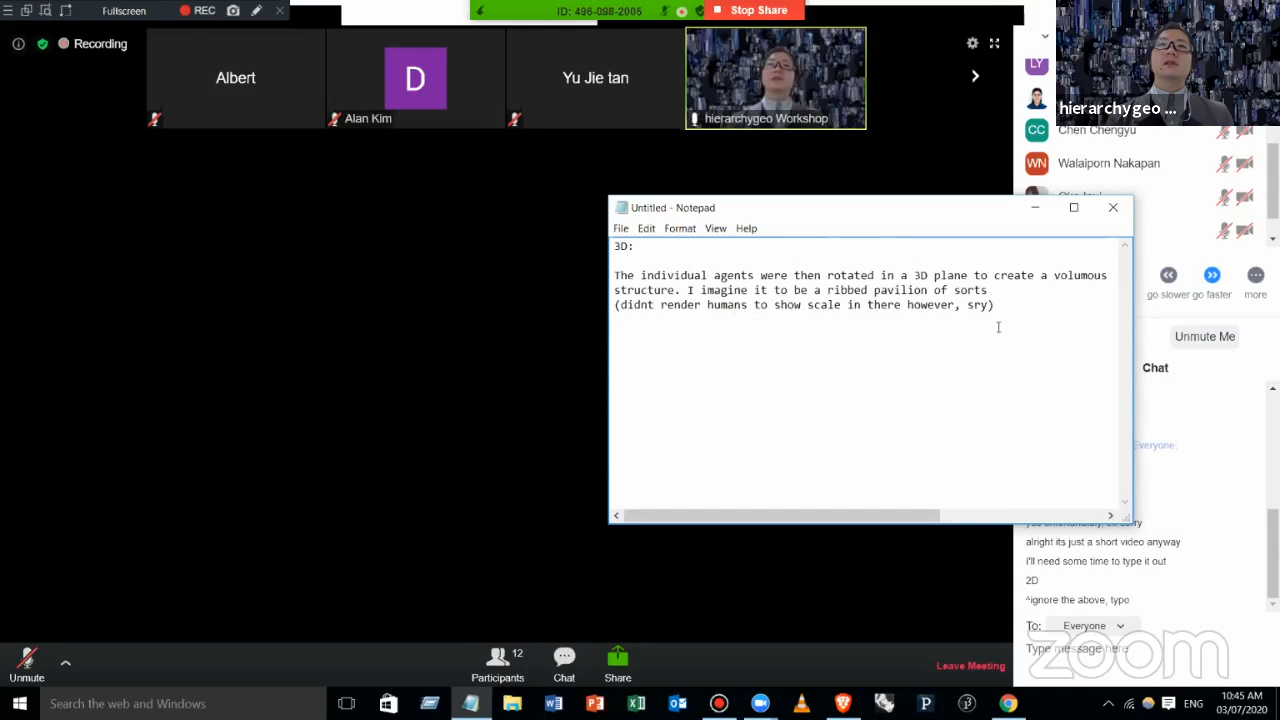 Fullscreen
REC
ID: 496-098-2005
Stop Share
Recording
Albert
D
Alan Kim
Yu Jie tan
hierarchygeo Workshop
hierarchygeo ...
LY
CC Chen Chengyu
WN Walaiporn Nakapan
Untitled - Notepad
File Edit Format View Help
3D:
The individual agents were then rotated in a 3D plane to create a volumous
structure. I imagine it to be a ribbed pavilion of sorts
(didnt render humans to show scale in there however, sry)
go slower go faster more
Unmute Me
Chat
Everyone:
alright its just a short video anyway
I'll need some time to type it out
2D
^ignore the above, typo
To: Everyone
Type message here
zoom
Unmute
Participants
12
Chat
Share
Leave Meeting
Search the web and Windows
ENG
10:45 AM
03/07/2020